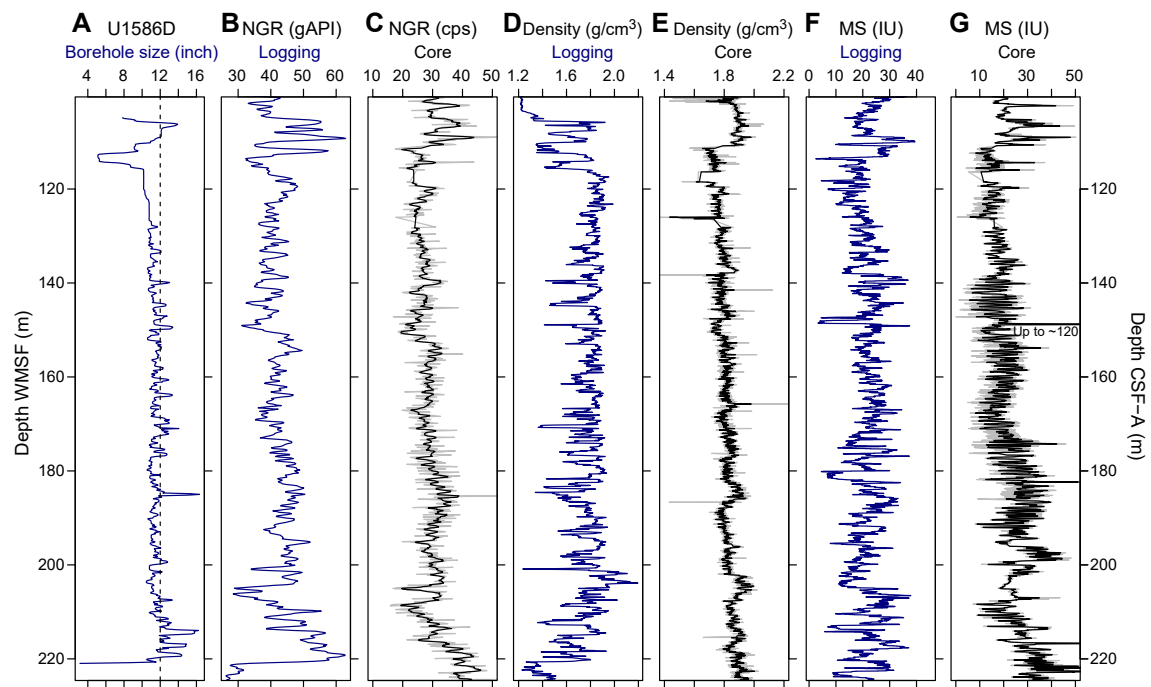 A U1586D
Borehole size (inch)
4 8 12 16
B NGR (gAPI)
Logging
30 40 50 60
C NGR (cps)
Core
10 20 30 40 50
D Density (g/cm³)
Logging
1.2 1.6 2.0
E Density (g/cm³)
Core
1.4 1.8 2.2
F MS (IU)
Logging
0 10 20 30 40
G MS (IU)
Core
10 30 50
Depth WMSF (m)
120
140
160
180
200
220
Up to ~120
120
140
160
180
200
220
Depth CSF−A (m)